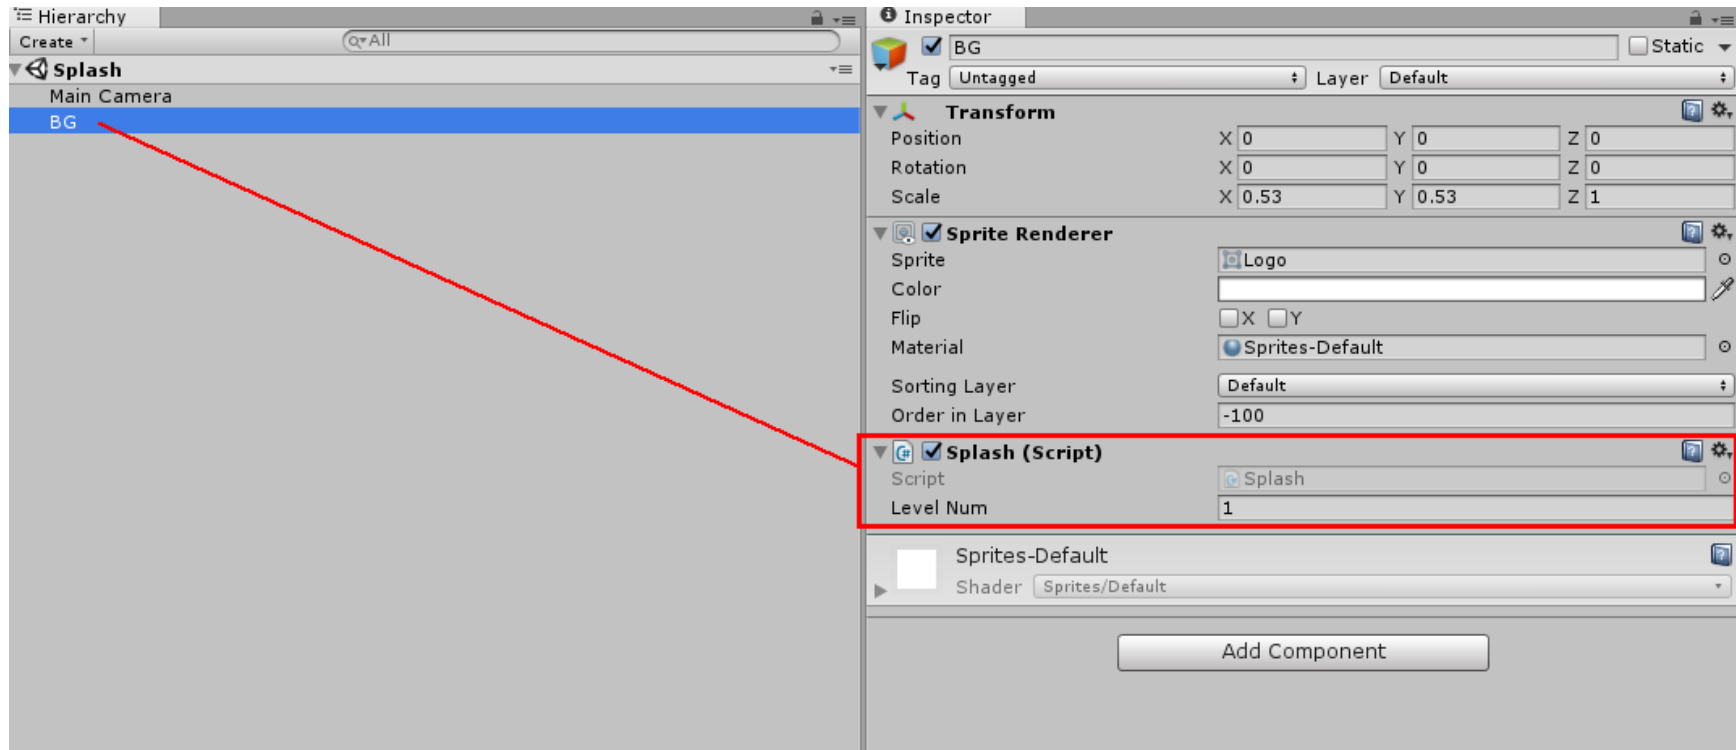 Hierarchy
Create
All
Splash
Main Camera
BG
Inspector
BG
Static
Tag Untagged Layer Default
Transform
Position X 0 Y 0 Z 0
Rotation X 0 Y 0 Z 0
Scale X 0.53 Y 0.53 Z 1
Sprite Renderer
Sprite Logo
Color
Flip X Y
Material Sprites-Default
Sorting Layer Default
Order in Layer -100
C# Splash (Script)
Script Splash
Level Num 1
Sprites-Default
Shader Sprites/Default
Add Component